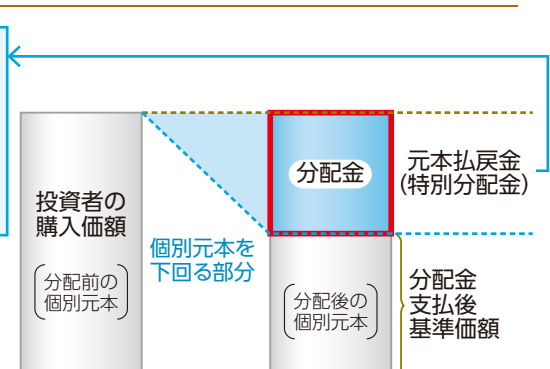 投資者の
購入価額
分配前の
個別元本
個別元本を
下回る部分
分配金
分配後の
個別元本
元本払戻金
(特別分配金)
分配金
支払後
基準価額